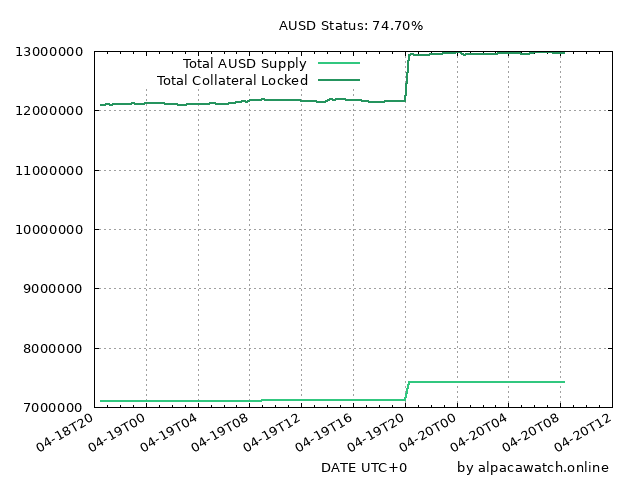 AUSD Status: 74.70%
13000000
12000000
11000000
10000000
9000000
8000000
7000000
Total AUSD Supply
Total Collateral Locked
04-18T20
04-19T00
04-19T04
04-19T08
04-19T12
04-19T16
04-19T20
04-20T00
04-20T04
04-20T08
04-20T12
DATE UTC+0
by alpacawatch.online